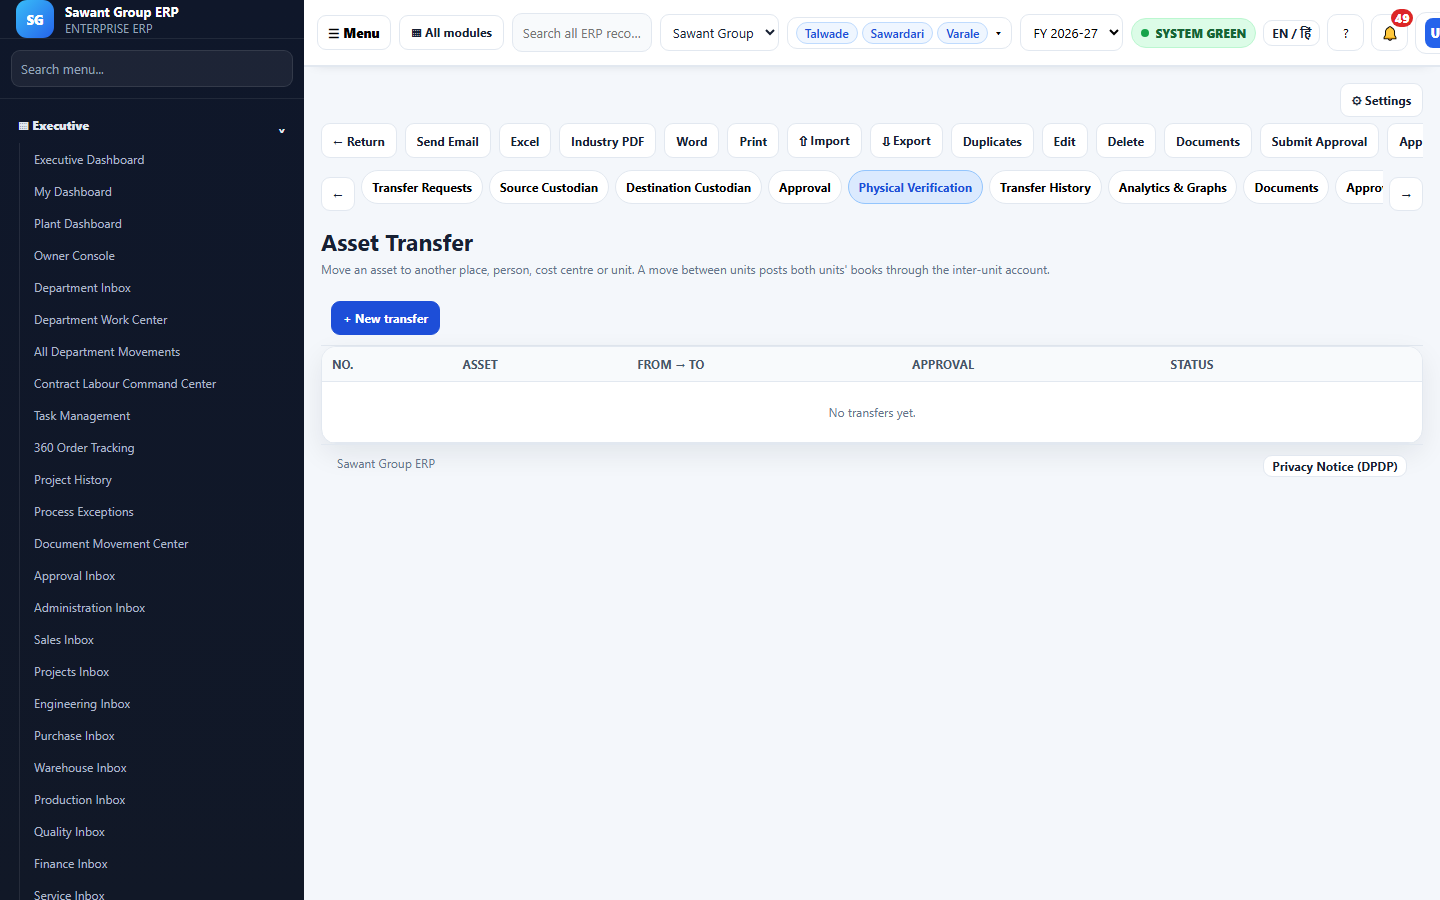 SG
Sawant Group ERP
ENTERPRISE ERP
Search menu...
Executive
Executive Dashboard
My Dashboard
Plant Dashboard
Owner Console
Department Inbox
Department Work Center
All Department Movements
Contract Labour Command Center
Task Management
360 Order Tracking
Project History
Process Exceptions
Document Movement Center
Approval Inbox
Administration Inbox
Sales Inbox
Projects Inbox
Engineering Inbox
Purchase Inbox
Warehouse Inbox
Production Inbox
Quality Inbox
Finance Inbox
Service Inbox
☰ Menu
All modules
Search all ERP reco...
Sawant Group
Talwade Sawardari Varale
FY 2026-27
SYSTEM GREEN
EN / हिं
?
49
U
⚙ Settings
← Return
Send Email
Excel
Industry PDF
Word
Print
⇧ Import
⇩ Export
Duplicates
Edit
Delete
Documents
Submit Approval
App
←
Transfer Requests
Source Custodian
Destination Custodian
Approval
Physical Verification
Transfer History
Analytics & Graphs
Documents
Appro
→
Asset Transfer
Move an asset to another place, person, cost centre or unit. A move between units posts both units' books through the inter-unit account.
+ New transfer
NO. ASSET FROM → TO APPROVAL STATUS
No transfers yet.
Sawant Group ERP
Privacy Notice (DPDP)